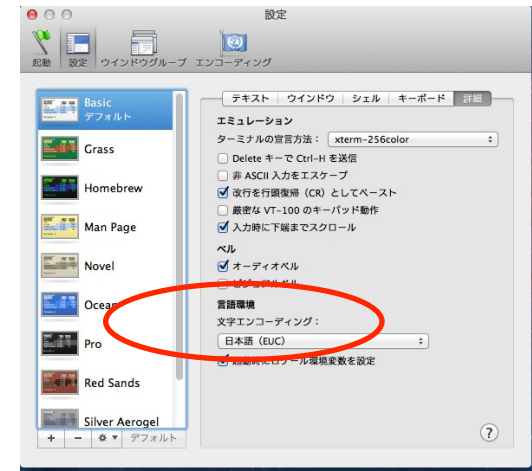 設定
起動 設定 ウインドウグループ エンコーディング
Basic
デフォルト
Grass
Homebrew
Man Page
Novel
Ocean
Pro
Red Sands
Silver Aerogel
+ − デフォルト
テキスト ウインドウ シェル キーボード 詳細
エミュレーション
ターミナルの宣言方法： xterm-256color
Delete キーで Ctrl-H を送信
非 ASCII 入力をエスケープ
改行を行頭復帰（CR）としてペースト
厳密な VT-100 のキーパッド動作
入力時に下端までスクロール
ベル
オーディオベル
ビジュアルベル
言語環境
文字エンコーディング：
日本語（EUC）
起動時にロケール環境変数を設定
?